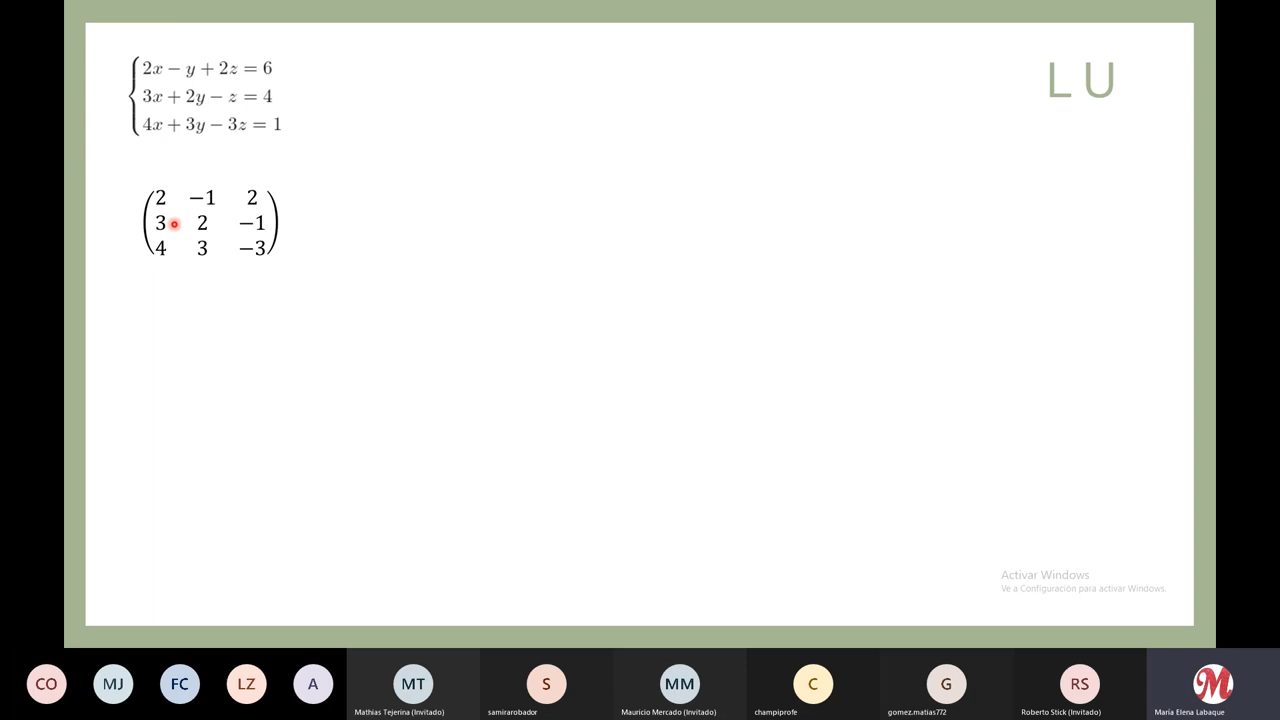 2x − y + 2z = 6
3x + 2y − z = 4
4x + 3y − 3z = 1
L U
2 −1 2
3 2 −1
4 3 −3
Activar Windows
Ve a Configuración para activar Windows.
CO
MJ
FC
LZ
A
MT
S
MM
C
G
RS
M
Mathias Tejerina (Invitado)
samirarobador
Mauricio Mercado (Invitado)
champiprofe
gomez.matias772
Roberto Stick (Invitado)
María Elena Labaque